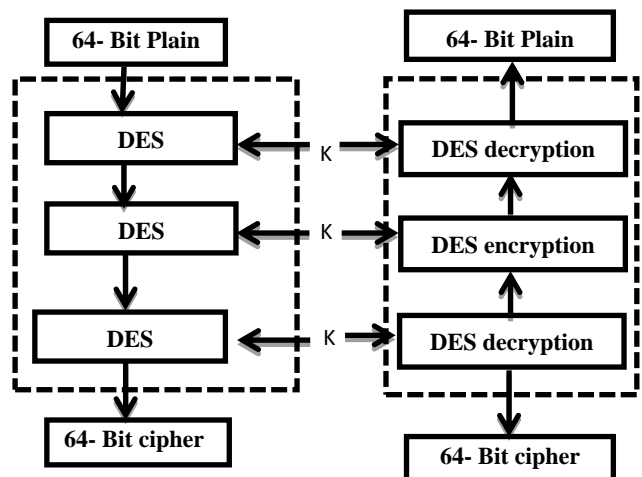 64- Bit Plain
64- Bit Plain
DES
K
DES decryption
DES
K
DES encryption
DES
K
DES decryption
64- Bit cipher
64- Bit cipher